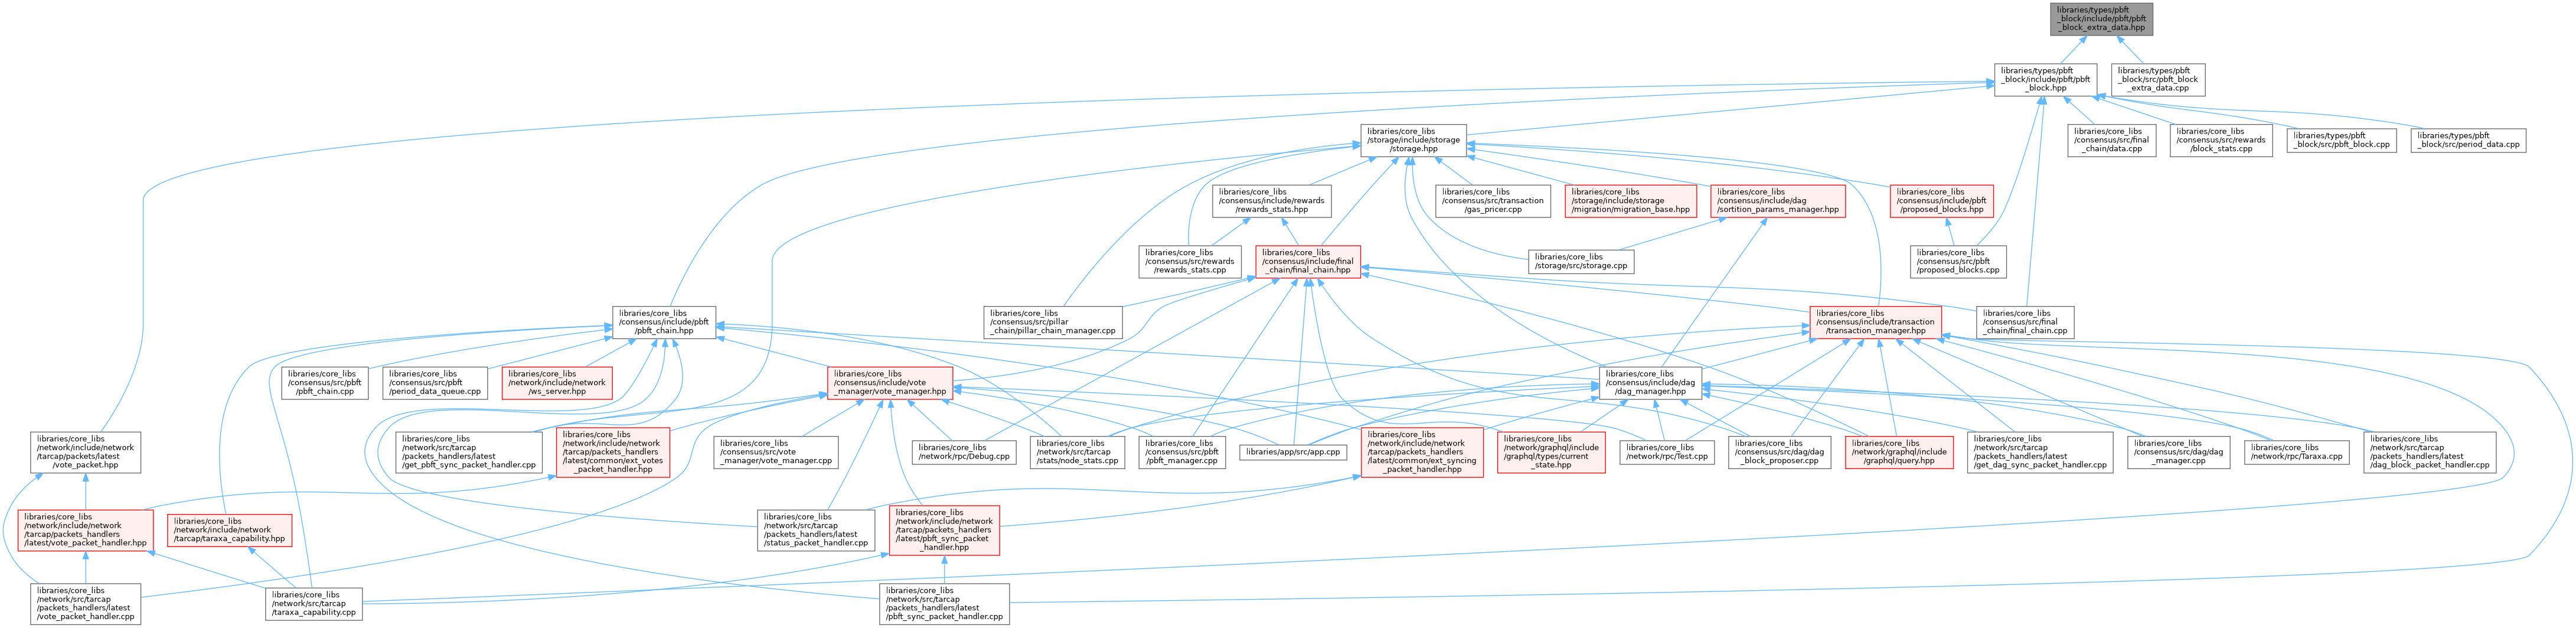 libraries/types/pbft
_block/include/pbft/pbft
_block_extra_data.hpp
libraries/types/pbft
_block/include/pbft/pbft
_block.hpp
libraries/types/pbft
_block/src/pbft_block
_extra_data.cpp
libraries/core_libs
/storage/include/storage
/storage.hpp
libraries/core_libs
/consensus/src/final
_chain/data.cpp
libraries/core_libs
/consensus/src/rewards
/block_stats.cpp
libraries/types/pbft
_block/src/pbft_block.cpp
libraries/types/pbft
_block/src/period_data.cpp
libraries/core_libs
/consensus/include/rewards
/rewards_stats.hpp
libraries/core_libs
/consensus/src/transaction
/gas_pricer.cpp
libraries/core_libs
/storage/include/storage
/migration/migration_base.hpp
libraries/core_libs
/consensus/include/dag
/sortition_params_manager.hpp
libraries/core_libs
/consensus/include/pbft
/proposed_blocks.hpp
libraries/core_libs
/consensus/src/rewards
/rewards_stats.cpp
libraries/core_libs
/consensus/include/final
_chain/final_chain.hpp
libraries/core_libs
/storage/src/storage.cpp
libraries/core_libs
/consensus/src/pbft
/proposed_blocks.cpp
libraries/core_libs
/consensus/include/pbft
/pbft_chain.hpp
libraries/core_libs
/consensus/src/pillar
_chain/pillar_chain_manager.cpp
libraries/core_libs
/consensus/include/transaction
/transaction_manager.hpp
libraries/core_libs
/consensus/src/final
_chain/final_chain.cpp
libraries/core_libs
/consensus/src/pbft
/pbft_chain.cpp
libraries/core_libs
/consensus/src/pbft
/period_data_queue.cpp
libraries/core_libs
/network/include/network
/ws_server.hpp
libraries/core_libs
/consensus/include/vote
_manager/vote_manager.hpp
libraries/core_libs
/consensus/include/dag
/dag_manager.hpp
libraries/core_libs
/network/include/network
/tarcap/packets/latest
/vote_packet.hpp
libraries/core_libs
/network/src/tarcap
/packets_handlers/latest
/get_pbft_sync_packet_handler.cpp
libraries/core_libs
/network/include/network
/tarcap/packets_handlers
/latest/common/ext_votes
_packet_handler.hpp
libraries/core_libs
/consensus/src/vote
_manager/vote_manager.cpp
libraries/core_libs
/network/rpc/Debug.cpp
libraries/core_libs
/network/src/tarcap
/stats/node_stats.cpp
libraries/core_libs
/consensus/src/pbft
/pbft_manager.cpp
libraries/app/src/app.cpp
libraries/core_libs
/network/include/network
/tarcap/packets_handlers
/latest/common/ext_syncing
_packet_handler.hpp
libraries/core_libs
/network/graphql/include
/graphql/types/current
_state.hpp
libraries/core_libs
/network/rpc/Test.cpp
libraries/core_libs
/consensus/src/dag/dag
_block_proposer.cpp
libraries/core_libs
/network/graphql/include
/graphql/query.hpp
libraries/core_libs
/network/src/tarcap
/packets_handlers/latest
/get_dag_sync_packet_handler.cpp
libraries/core_libs
/consensus/src/dag/dag
_manager.cpp
libraries/core_libs
/network/rpc/Taraxa.cpp
libraries/core_libs
/network/src/tarcap
/packets_handlers/latest
/dag_block_packet_handler.cpp
libraries/core_libs
/network/include/network
/tarcap/packets_handlers
/latest/vote_packet_handler.hpp
libraries/core_libs
/network/include/network
/tarcap/taraxa_capability.hpp
libraries/core_libs
/network/src/tarcap
/packets_handlers/latest
/status_packet_handler.cpp
libraries/core_libs
/network/include/network
/tarcap/packets_handlers
/latest/pbft_sync_packet
_handler.hpp
libraries/core_libs
/network/src/tarcap
/packets_handlers/latest
/vote_packet_handler.cpp
libraries/core_libs
/network/src/tarcap
/taraxa_capability.cpp
libraries/core_libs
/network/src/tarcap
/packets_handlers/latest
/pbft_sync_packet_handler.cpp